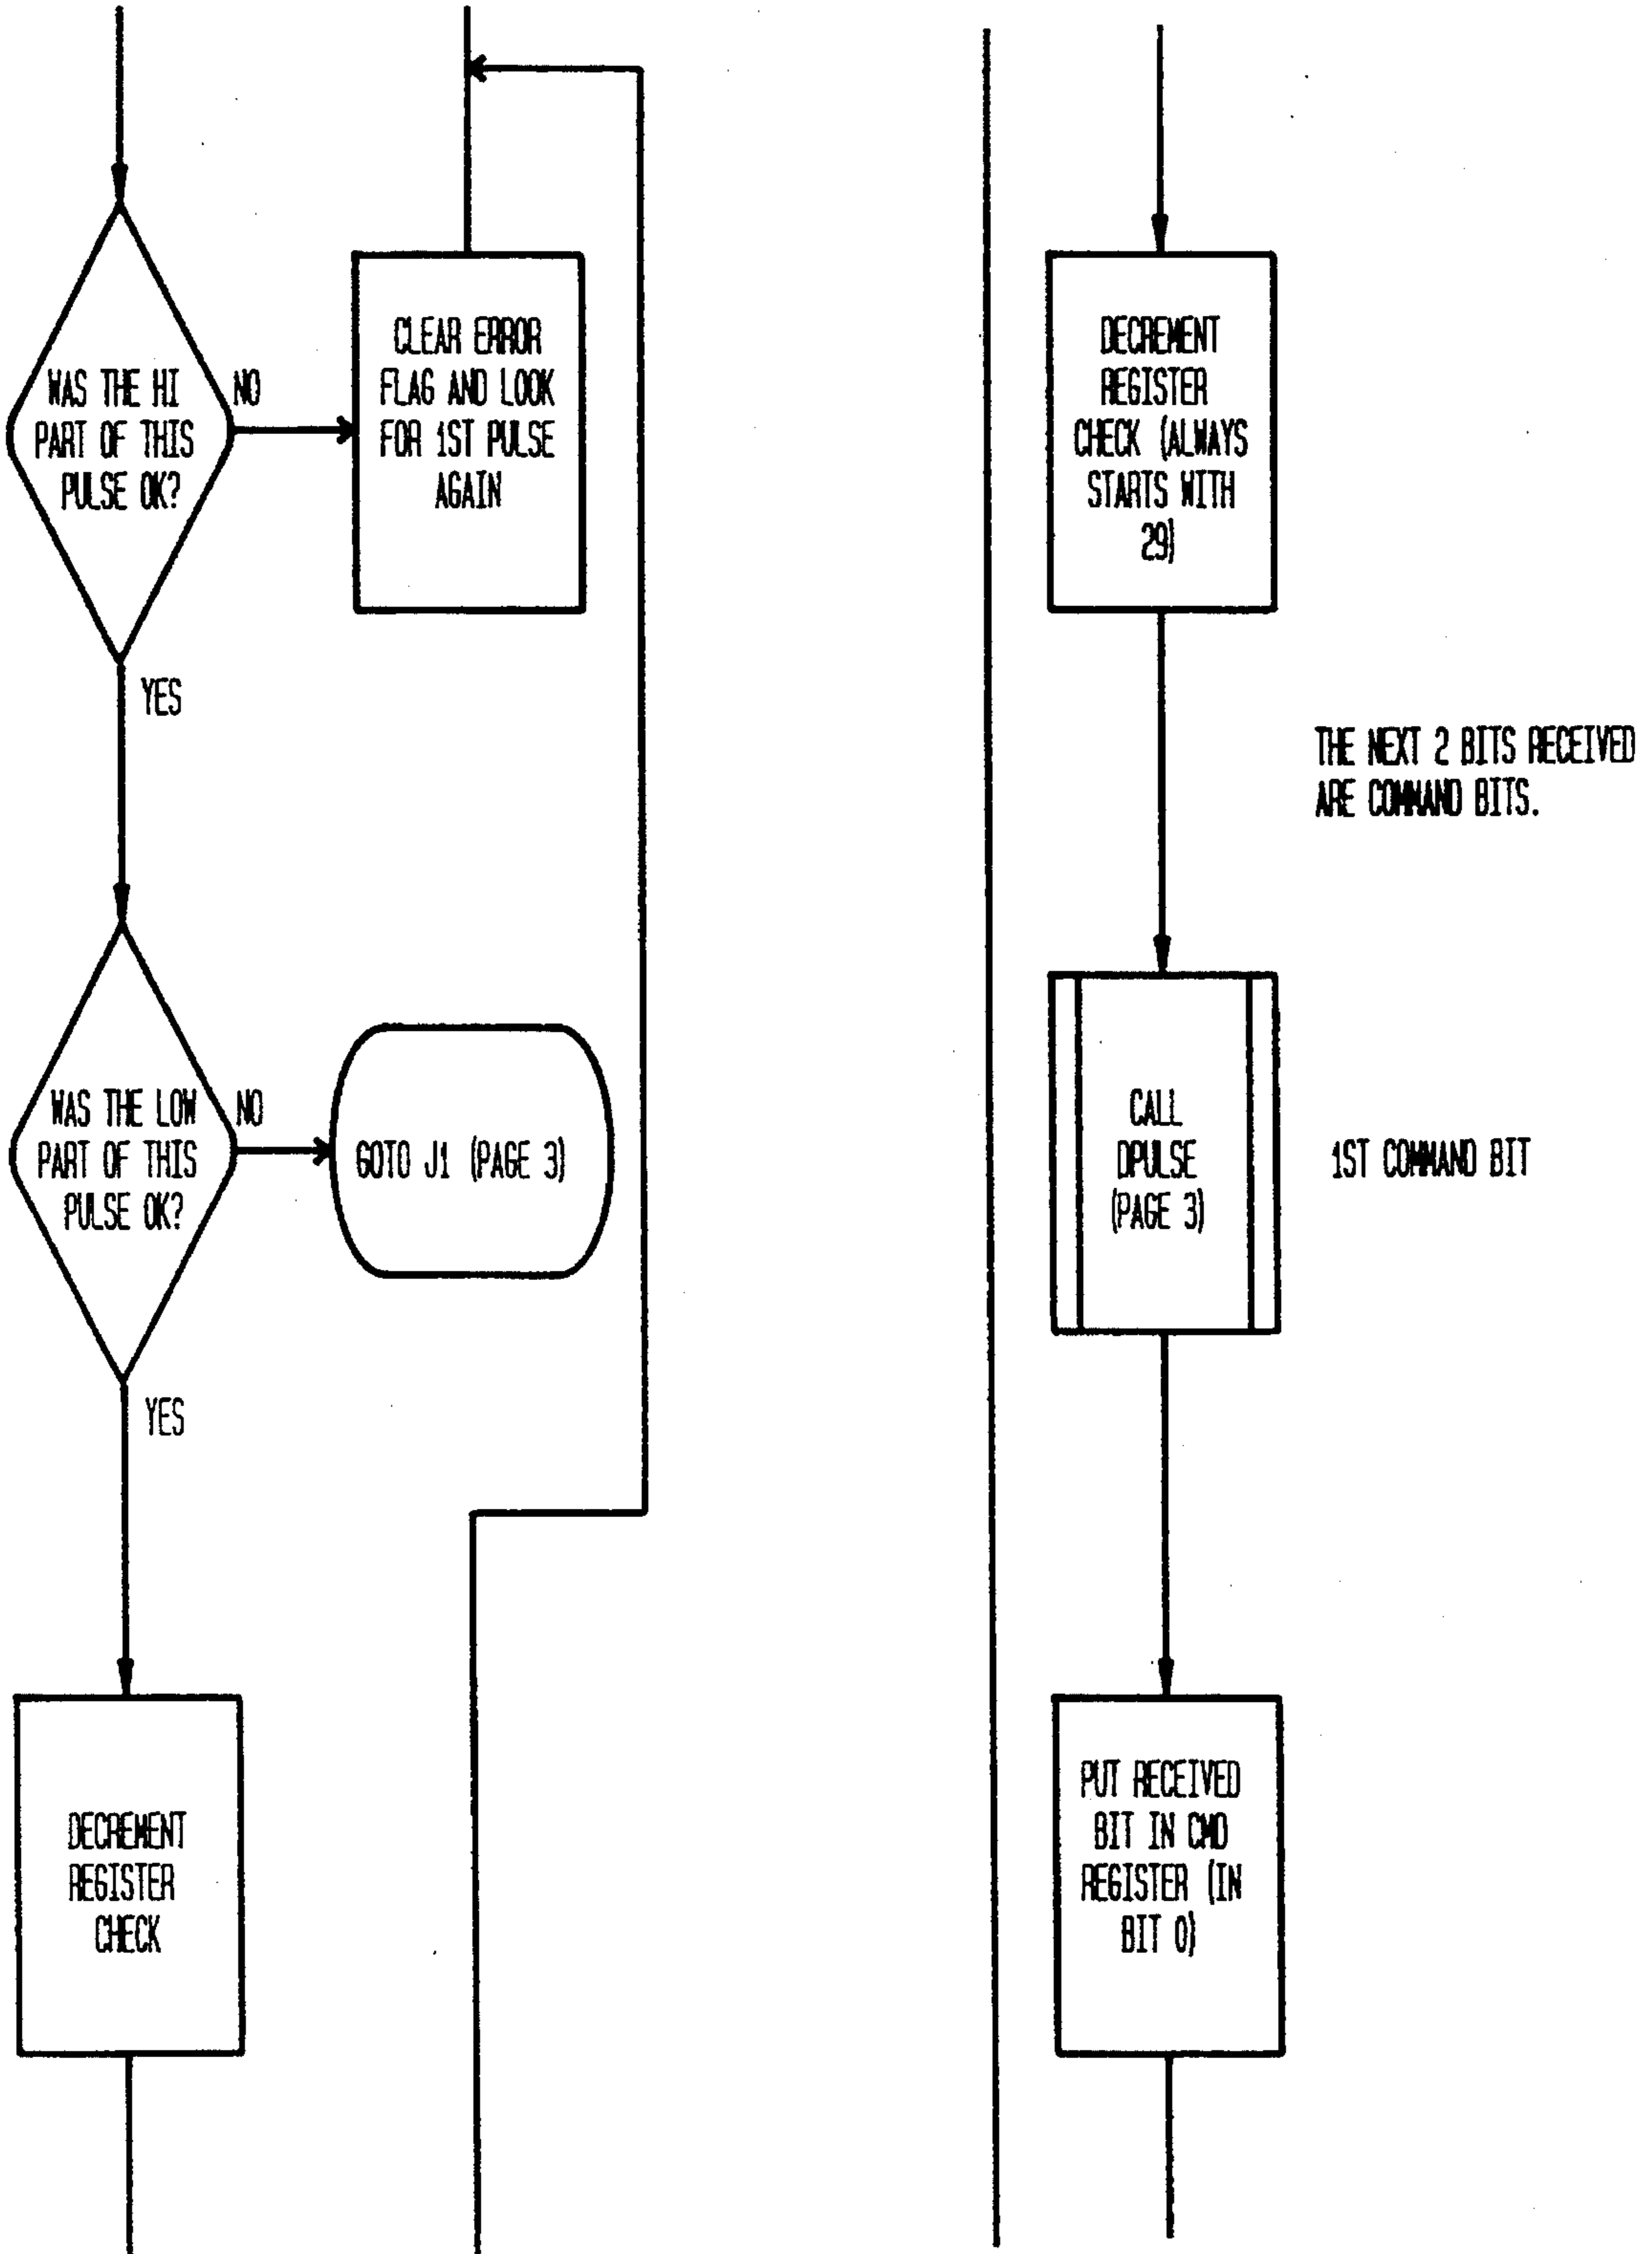 WAS THE HI
PART OF THIS
PULSE OK?
NO
CLEAR ERROR
FLAG AND LOOK
FOR 1ST PULSE
AGAIN
YES
WAS THE LOW
PART OF THIS
PULSE OK?
NO
GOTO J1 (PAGE 3)
YES
DECREMENT
REGISTER
CHECK
DECREMENT
REGISTER
CHECK (ALWAYS
STARTS WITH
29)
THE NEXT 2 BITS RECEIVED
ARE COMMAND BITS.
CALL
DPULSE
(PAGE 3)
1ST COMMAND BIT
PUT RECEIVED
BIT IN CMD
REGISTER (IN
BIT 0)